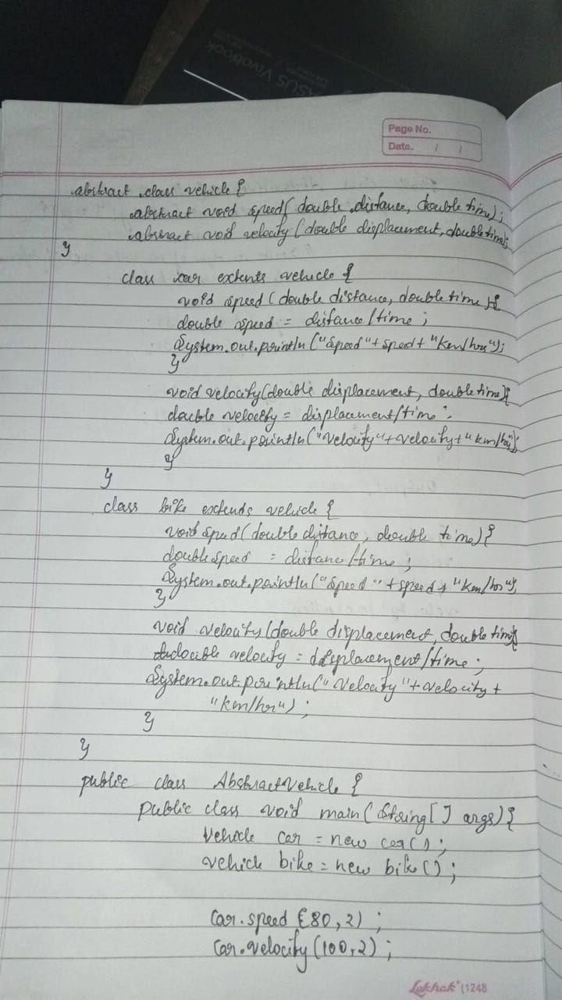 ASUS Vivobook
Page No.
Date. / /
abstract class vehicle {
abstract void speed( double distance, double time);
abstract void velocity (double displacement, double time);
}
class car extents vehicle {
void speed (double distance, double time){
double speed = distance/time ;
System.out.println ("Speed"+ speed+ "km/hour");
}
void velocity(double displacement, double time){
double velocity = displacement/time ;
System.out.println("velocity"+velocity+"km/hour")
}
}
class bike extends vehicle {
void speed(double distance, double time){
double speed = distance/time ;
System.out.println("Speed "+speed+"km/hour");
}
void velocity(double displacement, double time){
double velocity = displacement/time ;
System.out.println("Velocity"+velocity+
"km/hour") ;
}
}
public class AbstractVehicle {
public class void main( String[] args){
Vehicle car = new car();
vehicle bike = new bike();
Car.speed (80,2) ;
Car.velocity(100,2) ;
Lekhak (1248